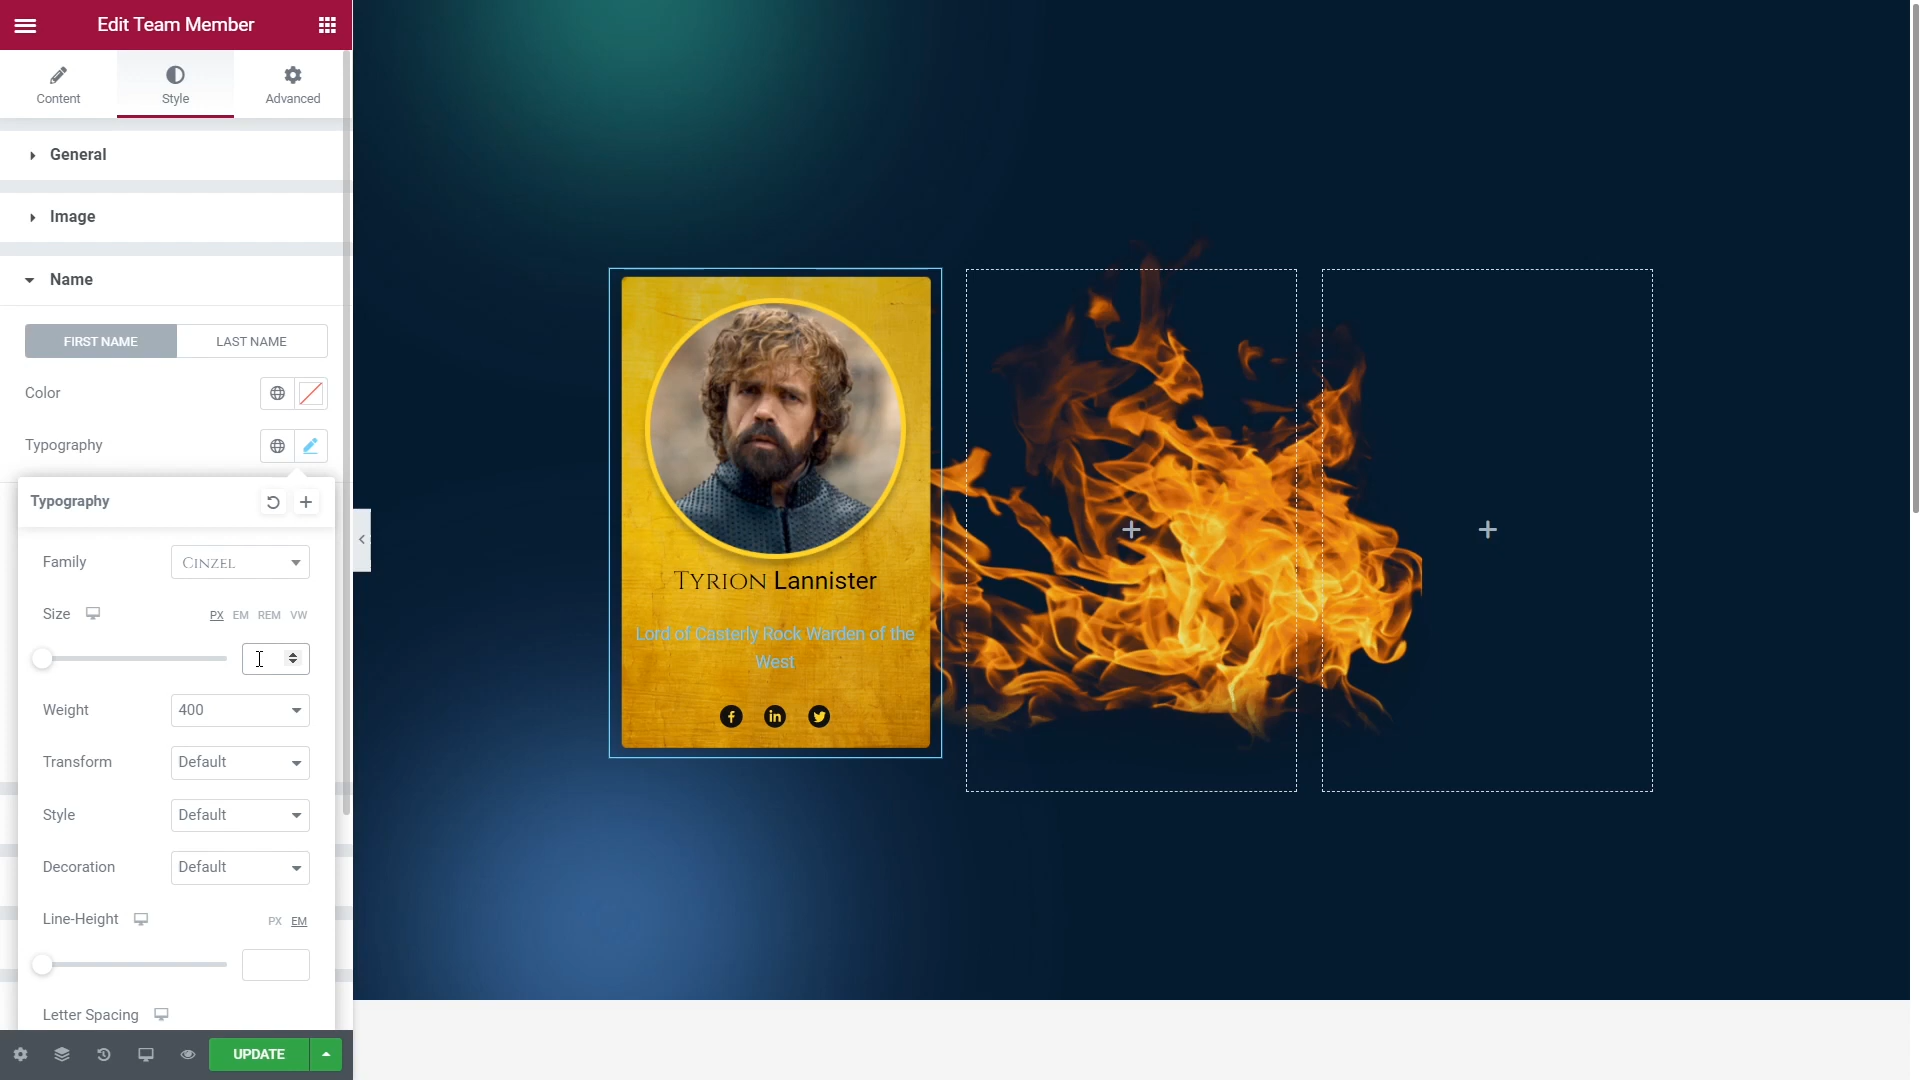 Edit Team Member
Content
Style
Advanced
General
Image
Name
FIRST NAME
LAST NAME
Color
Typography
Typography
Family
CINZEL
Size
PX EM REM VW
Weight
400
Transform
Default
Style
Default
Decoration
Default
Line-Height
PX EM
Letter Spacing
UPDATE
TYRION Lannister
Lord of Casterly Rock Warden of the
West